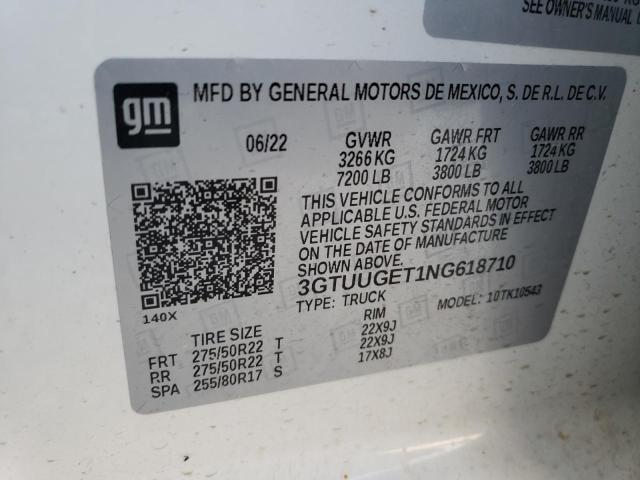 SEE OWNER'S MANUAL
gm
MFD BY GENERAL MOTORS DE MEXICO, S. DE R.L. DE C.V.
06/22 GVWR GAWR FRT GAWR RR
3266 KG 1724 KG 1724 KG
7200 LB 3800 LB 3800 LB
THIS VEHICLE CONFORMS TO ALL
APPLICABLE U.S. FEDERAL MOTOR
VEHICLE SAFETY STANDARDS IN EFFECT
ON THE DATE OF MANUFACTURE
SHOWN ABOVE
3GTUUGET1NG618710
140X
TYPE: TRUCK MODEL: 10TK10543
TIRE SIZE RIM
FRT 275/50R22 T 22X9J
RR 275/50R22 T 22X9J
SPA 255/80R17 S 17X8J